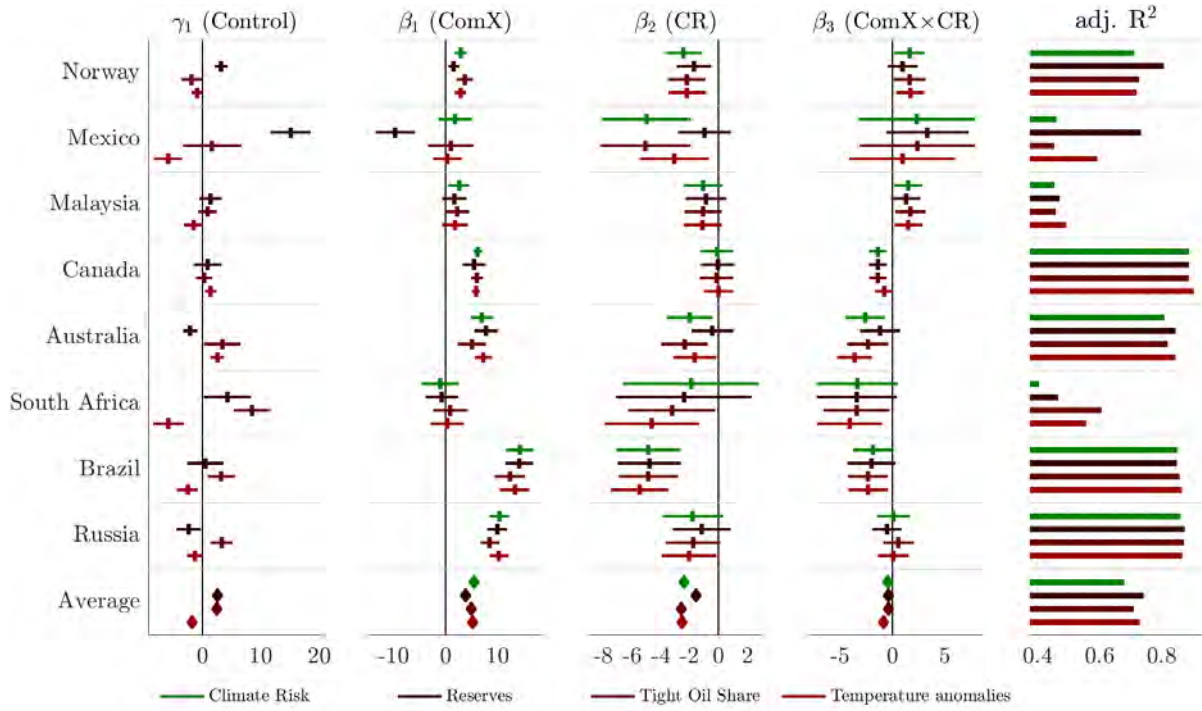 γ₁ (Control) β₁ (ComX) β₂ (CR) β₃ (ComX×CR) adj. R²
Norway
Mexico
Malaysia
Canada
Australia
South Africa
Brazil
Russia
Average
0 10 20 -10 0 10 -8 -6 -4 -2 0 2 -5 0 5 0.4 0.6 0.8
Climate Risk Reserves Tight Oil Share Temperature anomalies